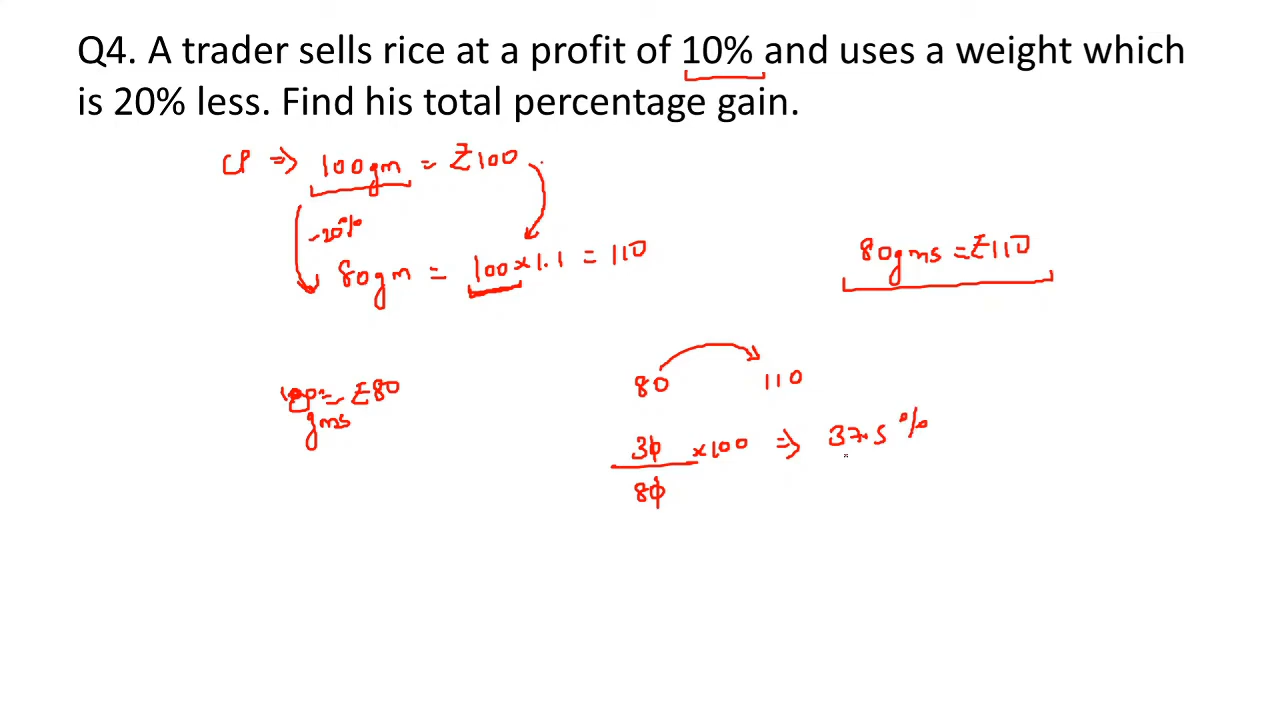 Q4. A trader sells rice at a profit of 10% and uses a weight which
is 20% less. Find his total percentage gain.
CP ⇒ 100gm = ₹100
-20%
80gm = 100×1.1 = 110
80gms = ₹110
80 110
= ₹80
gms
30 ×100 ⇒ 37.5 %
80